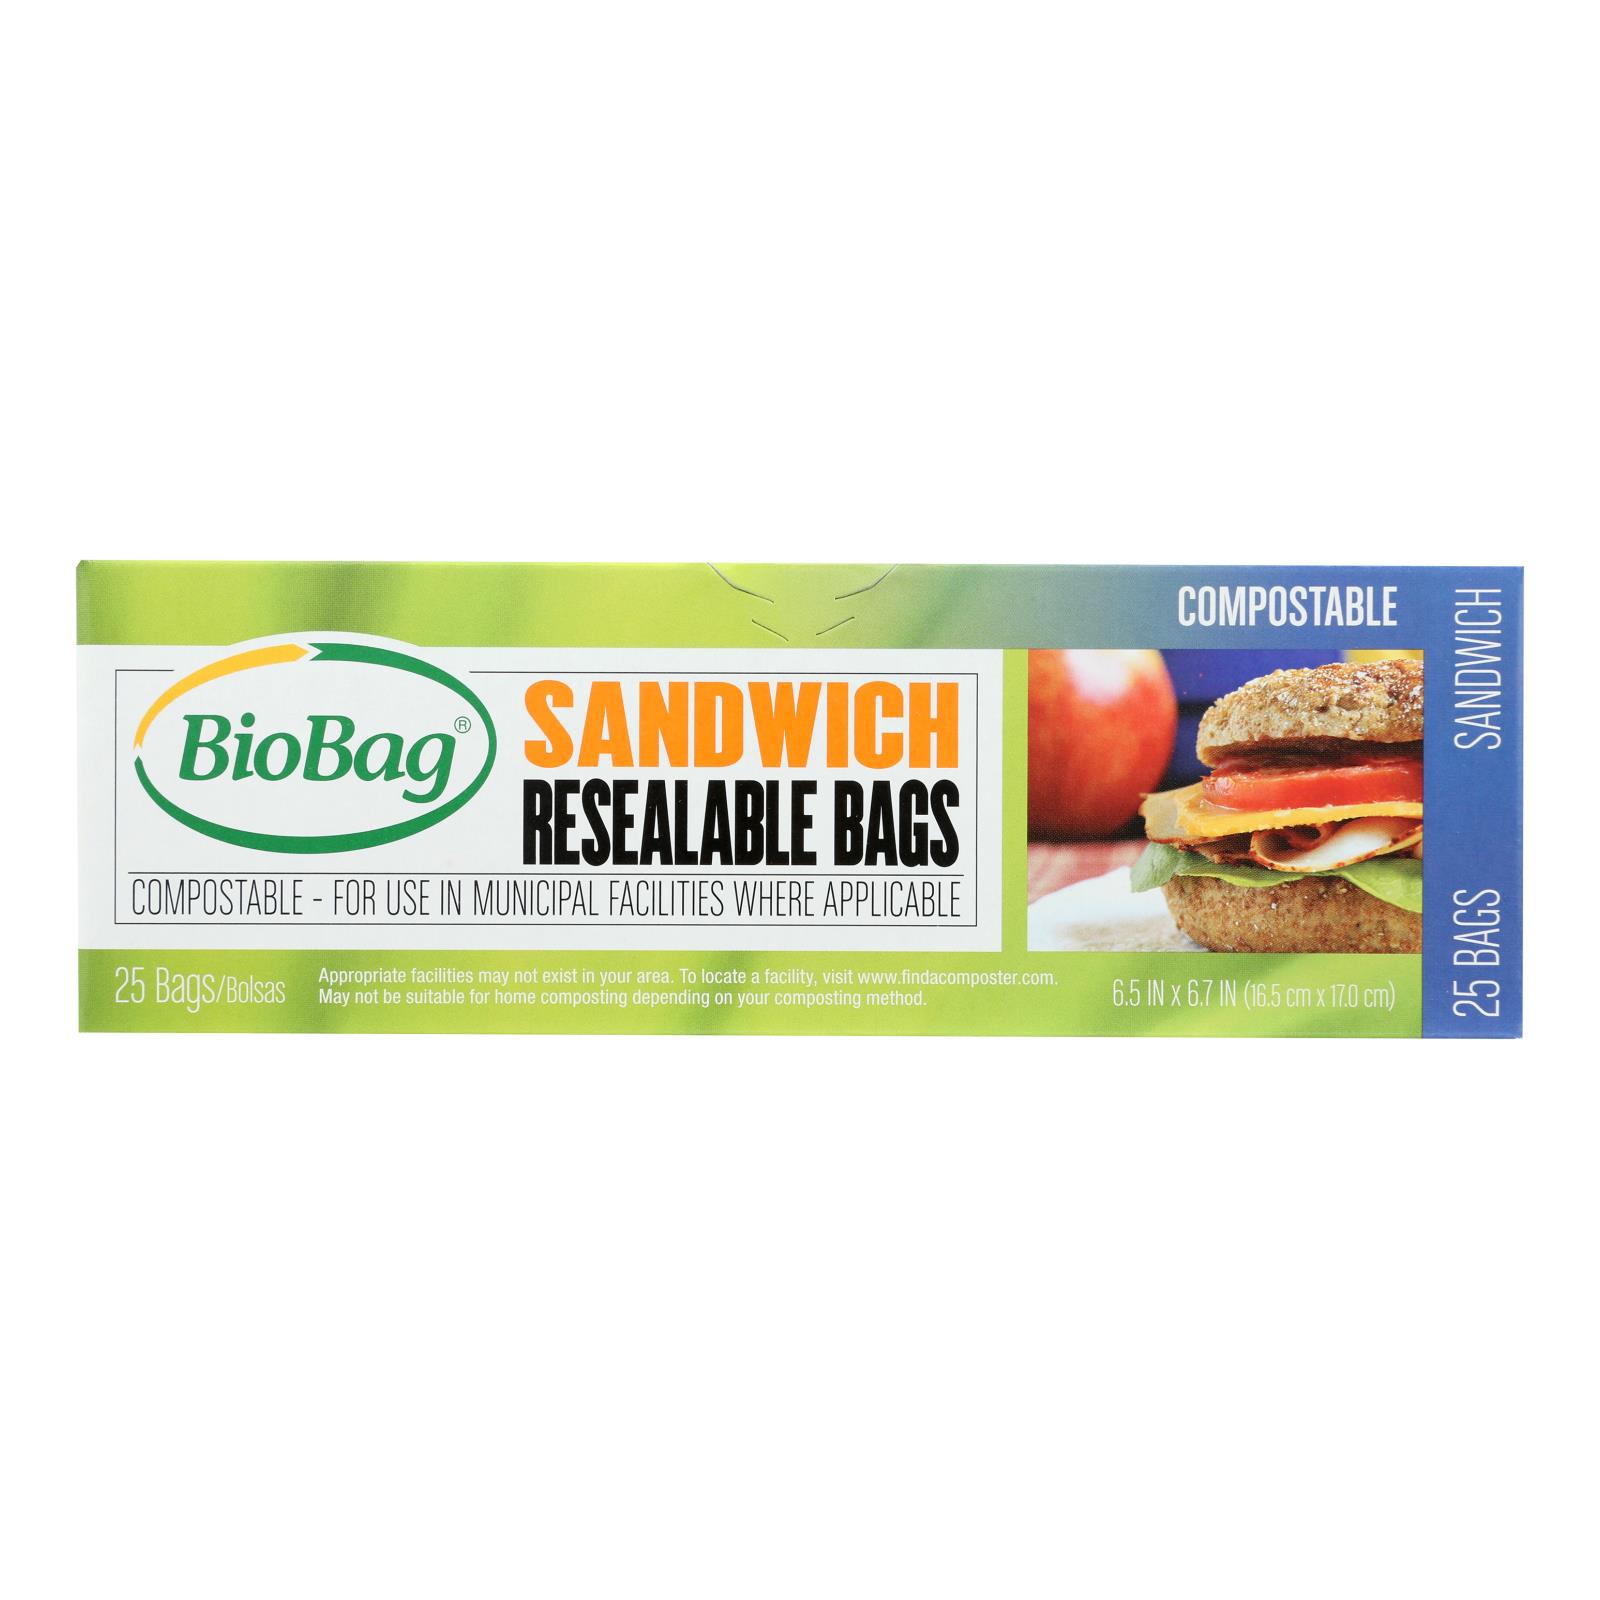 COMPOSTABLE
BioBag®
SANDWICH
RESEALABLE BAGS
COMPOSTABLE - FOR USE IN MUNICIPAL FACILITIES WHERE APPLICABLE
25 Bags/Bolsas
Appropriate facilities may not exist in your area. To locate a facility, visit www.findacomposter.com.
May not be suitable for home composting depending on your composting method.
6.5 IN x 6.7 IN (16.5 cm x 17.0 cm)
25 BAGS SANDWICH